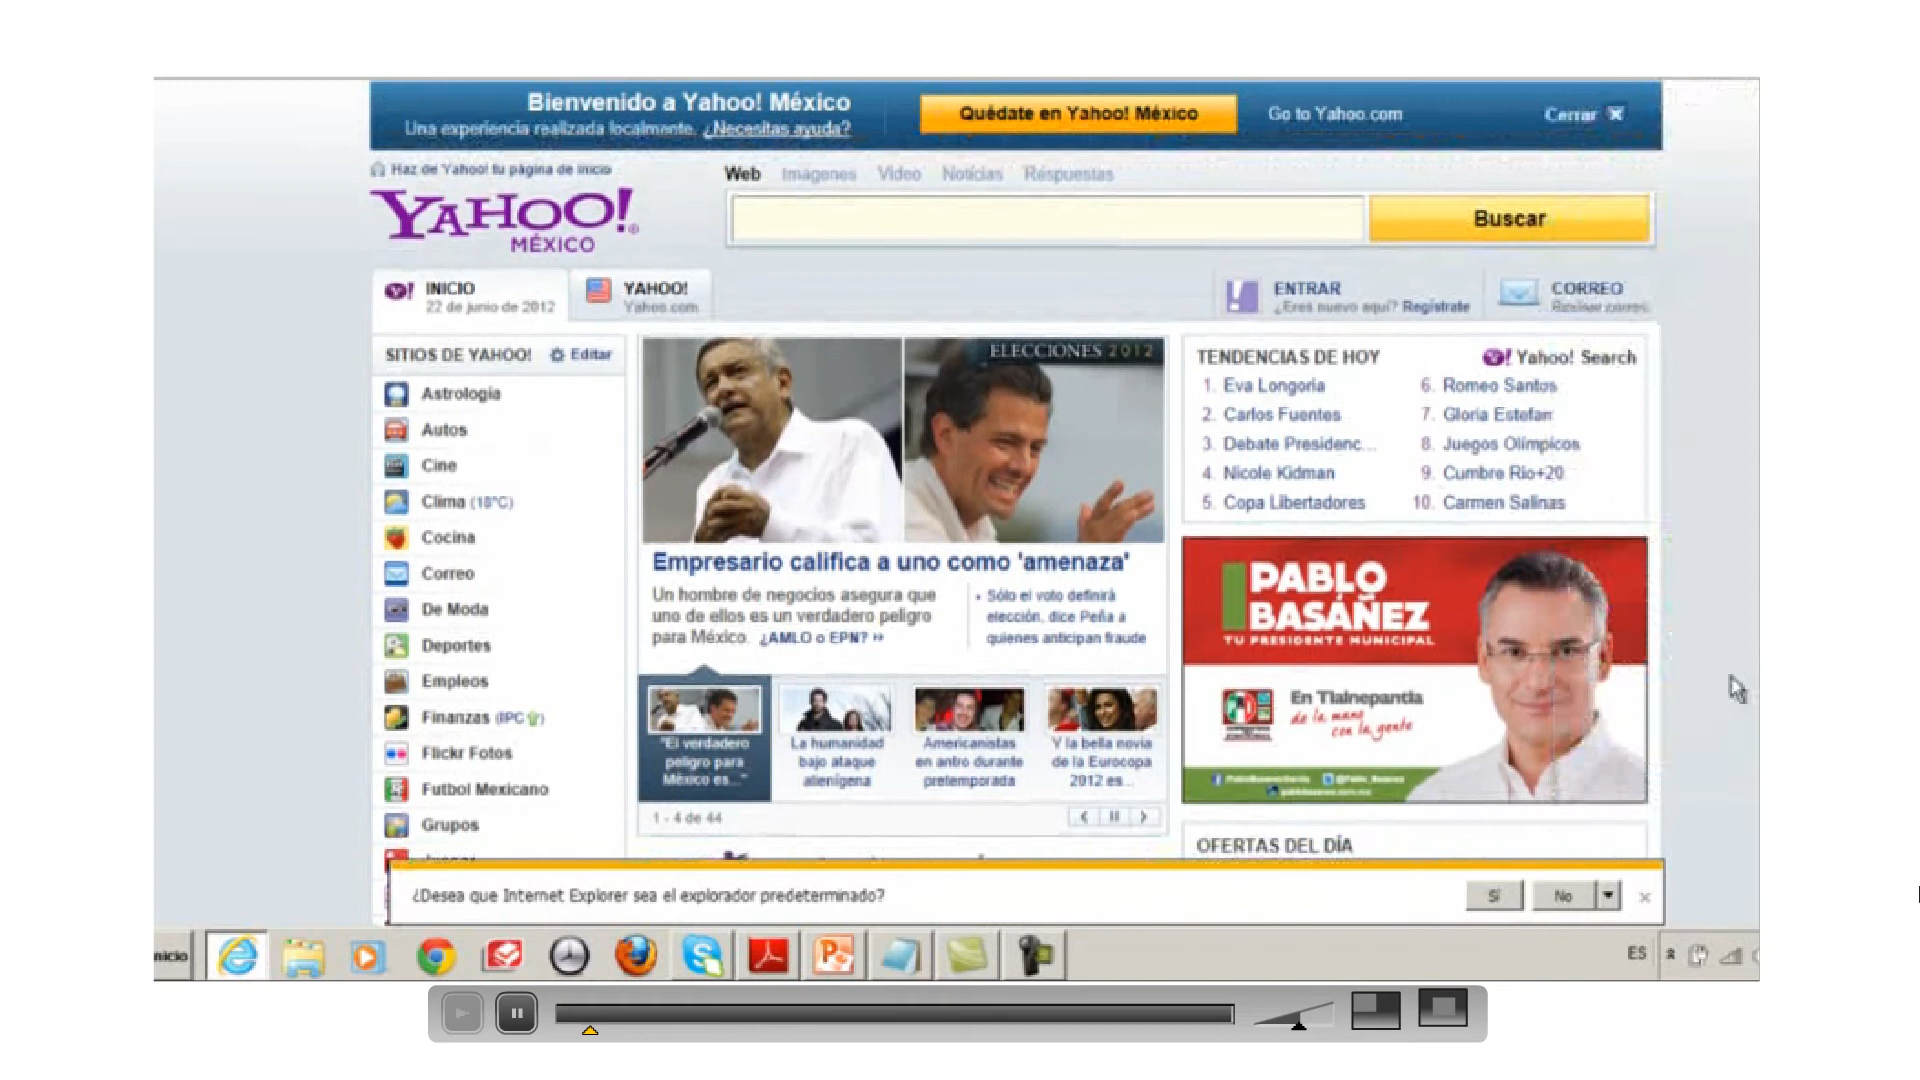 Bienvenido a Yahoo! México
Una experiencia realizada localmente. ¿Necesitas ayuda?
Quédate en Yahoo! México
Go to Yahoo.com
Cerrar
Haz de Yahoo! tu página de inicio
Web Imágenes Video Noticias Respuestas
YAHOO!
MÉXICO
Buscar
INICIO
22 de junio de 2012
YAHOO!
Yahoo.com
ENTRAR
¿Eres nuevo aquí? Regístrate
CORREO
Revisar correo
SITIOS DE YAHOO! Editar
Astrología
Autos
Cine
Clima (18°C)
Cocina
Correo
De Moda
Deportes
Empleos
Finanzas (IPC)
Flickr Fotos
Futbol Mexicano
Grupos
ELECCIONES 2012
Empresario califica a uno como 'amenaza'
Un hombre de negocios asegura que
uno de ellos es un verdadero peligro
para México. ¿AMLO o EPN? »
Sólo el voto definirá
elección, dice Peña a
quienes anticipan fraude
"El verdadero
peligro para
México es..."
La humanidad
bajo ataque
alienígena
Americanistas
en antro durante
pretemporada
Y la bella novia
de la Eurocopa
2012 es...
1 - 4 de 44
TENDENCIAS DE HOY
Yahoo! Search
1. Eva Longoria
2. Carlos Fuentes
3. Debate Presidenc...
4. Nicole Kidman
5. Copa Libertadores
6. Romeo Santos
7. Gloria Estefan
8. Juegos Olímpicos
9. Cumbre Rio+20
10. Carmen Salinas
PABLO
BASÁÑEZ
TU PRESIDENTE MUNICIPAL
PRI
En Tlalnepantla
de la mano
con la gente
OFERTAS DEL DÍA
¿Desea que Internet Explorer sea el explorador predeterminado?
Sí
No
nicio
ES